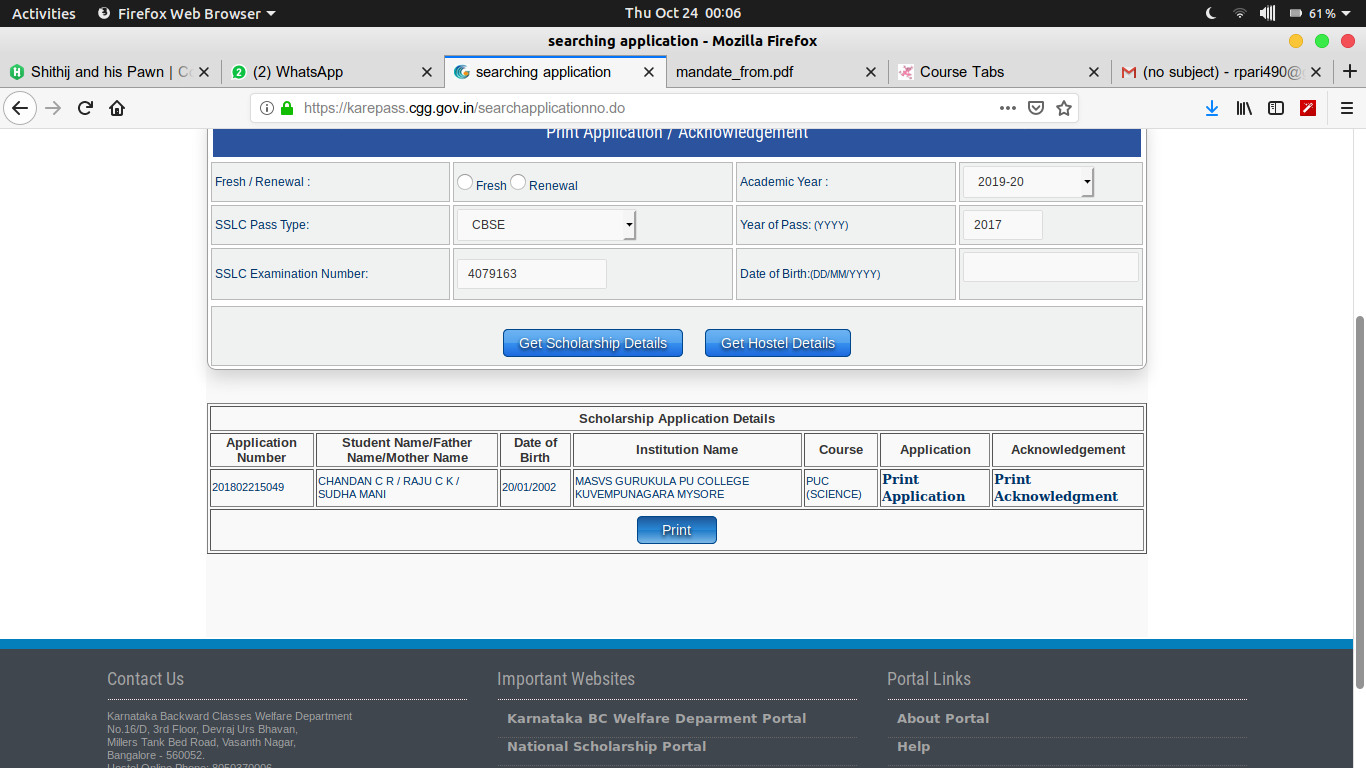 Activities Firefox Web Browser Thu Oct 24 00:06 61%
searching application - Mozilla Firefox
Shithij and his Pawn | (2) WhatsApp searching application mandate_from.pdf Course Tabs (no subject) - rpari490@
https://karepass.cgg.gov.in/searchapplicationno.do
Print Application / Acknowledgement
Fresh / Renewal : Fresh Renewal Academic Year : 2019-20
SSLC Pass Type: CBSE Year of Pass: (YYYY) 2017
SSLC Examination Number: 4079163 Date of Birth:(DD/MM/YYYY)
Get Scholarship Details Get Hostel Details
Scholarship Application Details
Application Number Student Name/Father Name/Mother Name Date of Birth Institution Name Course Application Acknowledgement
201802215049 CHANDAN C R / RAJU C K / SUDHA MANI 20/01/2002 MASVS GURUKULA PU COLLEGE KUVEMPUNAGARA MYSORE PUC (SCIENCE) Print Application Print Acknowledgment
Print
Contact Us Important Websites Portal Links
Karnataka Backward Classes Welfare Department
No.16/D, 3rd Floor, Devraj Urs Bhavan,
Millers Tank Bed Road, Vasanth Nagar,
Bangalore - 560052.
Hostel Online Phone: 8050370006
Karnataka BC Welfare Deparment Portal
National Scholarship Portal
About Portal
Help